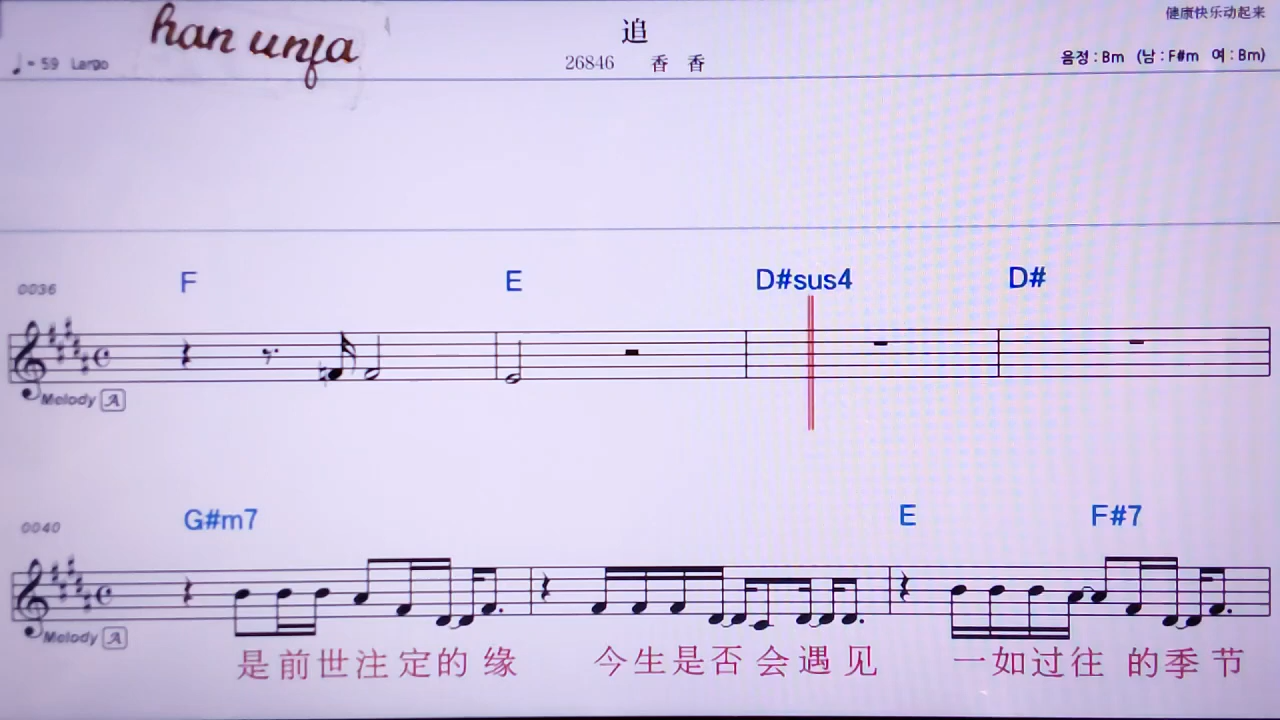 han unfa
追
健康快乐动起来
♩= 59 Largo
26846 香 香
음정 : Bm (남 : F#m 여 : Bm)
0036
F E D#sus4 D#
Melody A
0040
G#m7 E F#7
Melody A
是前世注定的 缘 今生是否 会 遇 见 一如过往 的季 节